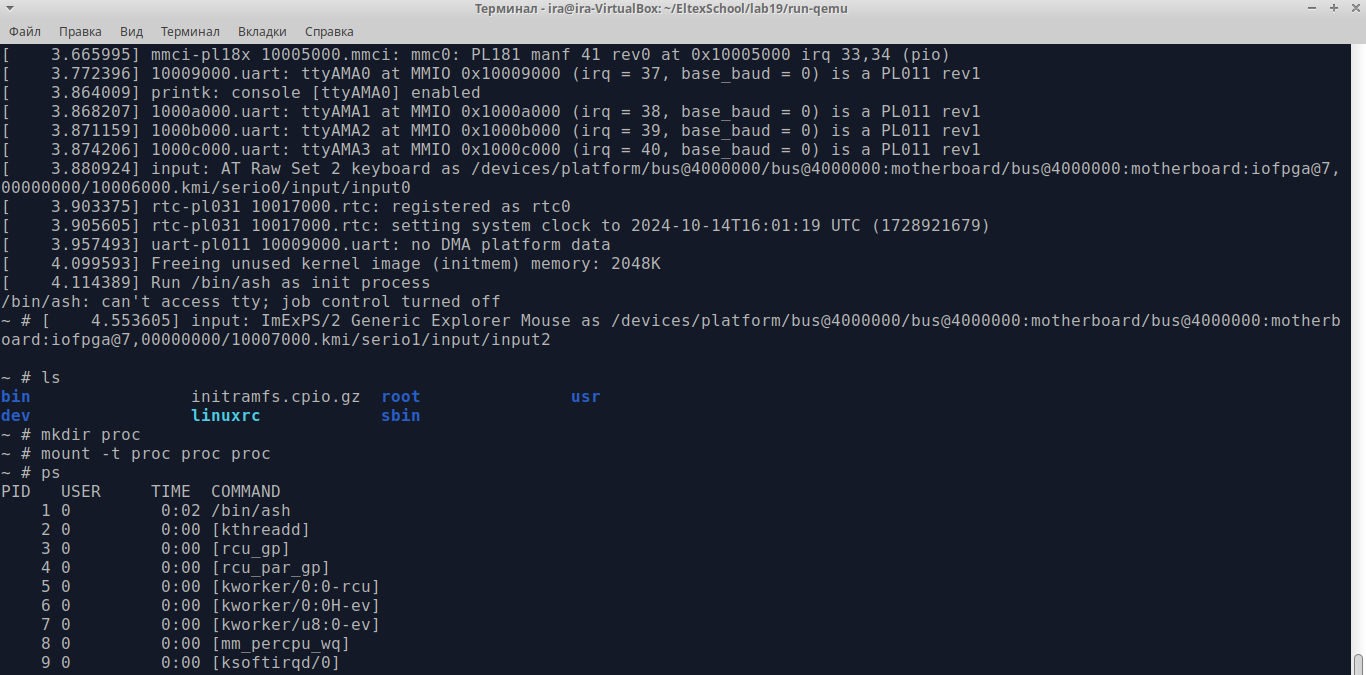 Терминал - ira@ira-VirtualBox: ~/EltexSchool/lab19/run-qemu
Файл Правка Вид Терминал Вкладки Справка
[    3.665995] mmci-pl18x 10005000.mmci: mmc0: PL181 manf 41 rev0 at 0x10005000 irq 33,34 (pio)
[    3.772396] 10009000.uart: ttyAMA0 at MMIO 0x10009000 (irq = 37, base_baud = 0) is a PL011 rev1
[    3.864009] printk: console [ttyAMA0] enabled
[    3.868207] 1000a000.uart: ttyAMA1 at MMIO 0x1000a000 (irq = 38, base_baud = 0) is a PL011 rev1
[    3.871159] 1000b000.uart: ttyAMA2 at MMIO 0x1000b000 (irq = 39, base_baud = 0) is a PL011 rev1
[    3.874206] 1000c000.uart: ttyAMA3 at MMIO 0x1000c000 (irq = 40, base_baud = 0) is a PL011 rev1
[    3.880924] input: AT Raw Set 2 keyboard as /devices/platform/bus@4000000/bus@4000000:motherboard/bus@4000000:motherboard:iofpga@7,
00000000/10006000.kmi/serio0/input/input0
[    3.903375] rtc-pl031 10017000.rtc: registered as rtc0
[    3.905605] rtc-pl031 10017000.rtc: setting system clock to 2024-10-14T16:01:19 UTC (1728921679)
[    3.957493] uart-pl011 10009000.uart: no DMA platform data
[    4.099593] Freeing unused kernel image (initmem) memory: 2048K
[    4.114389] Run /bin/ash as init process
/bin/ash: can't access tty; job control turned off
~ # [    4.553605] input: ImExPS/2 Generic Explorer Mouse as /devices/platform/bus@4000000/bus@4000000:motherboard/bus@4000000:motherb
oard:iofpga@7,00000000/10007000.kmi/serio1/input/input2
~ # ls
bin                initramfs.cpio.gz  root               usr
dev                linuxrc            sbin
~ # mkdir proc
~ # mount -t proc proc proc
~ # ps
PID   USER     TIME  COMMAND
    1 0         0:02 /bin/ash
    2 0         0:00 [kthreadd]
    3 0         0:00 [rcu_gp]
    4 0         0:00 [rcu_par_gp]
    5 0         0:00 [kworker/0:0-rcu]
    6 0         0:00 [kworker/0:0H-ev]
    7 0         0:00 [kworker/u8:0-ev]
    8 0         0:00 [mm_percpu_wq]
    9 0         0:00 [ksoftirqd/0]